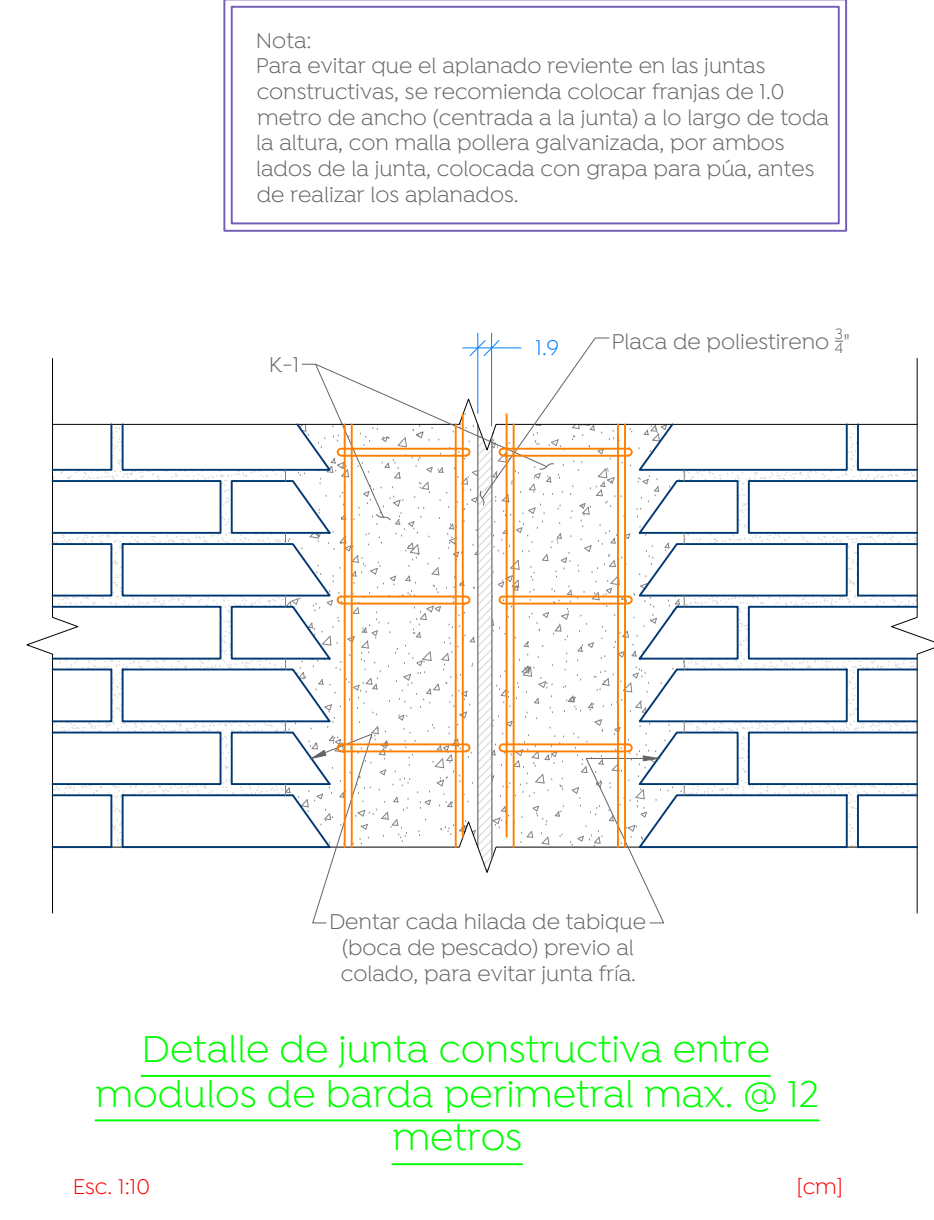 Nota:
Para evitar que el aplanado reviente en las juntas
constructivas, se recomienda colocar franjas de 1.0
metro de ancho (centrada a la junta) a lo largo de toda
la altura, con malla pollera galvanizada, por ambos
lados de la junta, colocada con grapa para púa, antes
de realizar los aplanados.
1.9
Placa de poliestireno 3/4"
K-1
Dentar cada hilada de tabique
(boca de pescado) previo al
colado, para evitar junta fría.
Detalle de junta constructiva entre
modulos de barda perimetral max. @ 12
metros
Esc. 1:10
[cm]